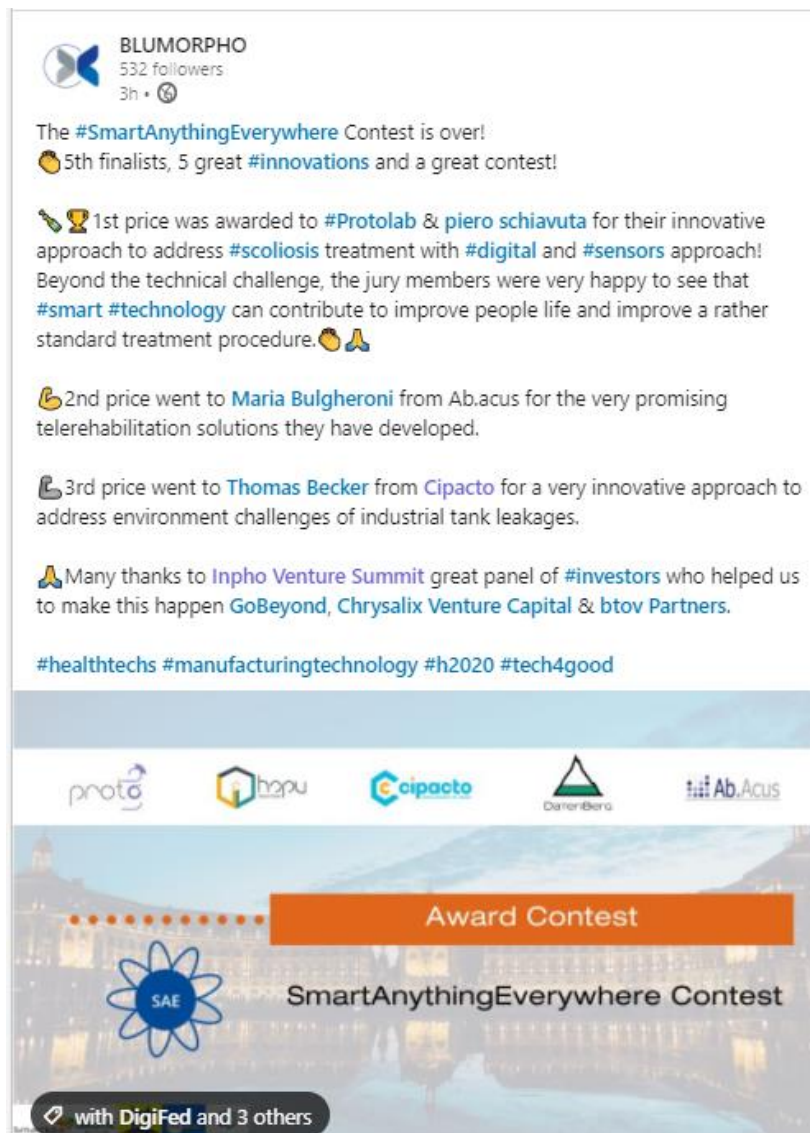 BLUMORPHO
532 followers
3h •
The #SmartAnythingEverywhere Contest is over!
👏5th finalists, 5 great #innovations and a great contest!
🍾🏆1st price was awarded to #Protolab & piero schiavuta for their innovative
approach to address #scoliosis treatment with #digital and #sensors approach!
Beyond the technical challenge, the jury members were very happy to see that
#smart #technology can contribute to improve people life and improve a rather
standard treatment procedure.👏🙏
💪2nd price went to Maria Bulgheroni from Ab.acus for the very promising
telerehabilitation solutions they have developed.
🦾3rd price went to Thomas Becker from Cipacto for a very innovative approach to
address environment challenges of industrial tank leakages.
🙏Many thanks to Inpho Venture Summit great panel of #investors who helped us
to make this happen GoBeyond, Chrysalix Venture Capital & btov Partners.
#healthtechs #manufacturingtechnology #h2020 #tech4good
proto hopu cipacto DarrenBerg Ab.Acus
Award Contest
SAE
SmartAnythingEverywhere Contest
with DigiFed and 3 others